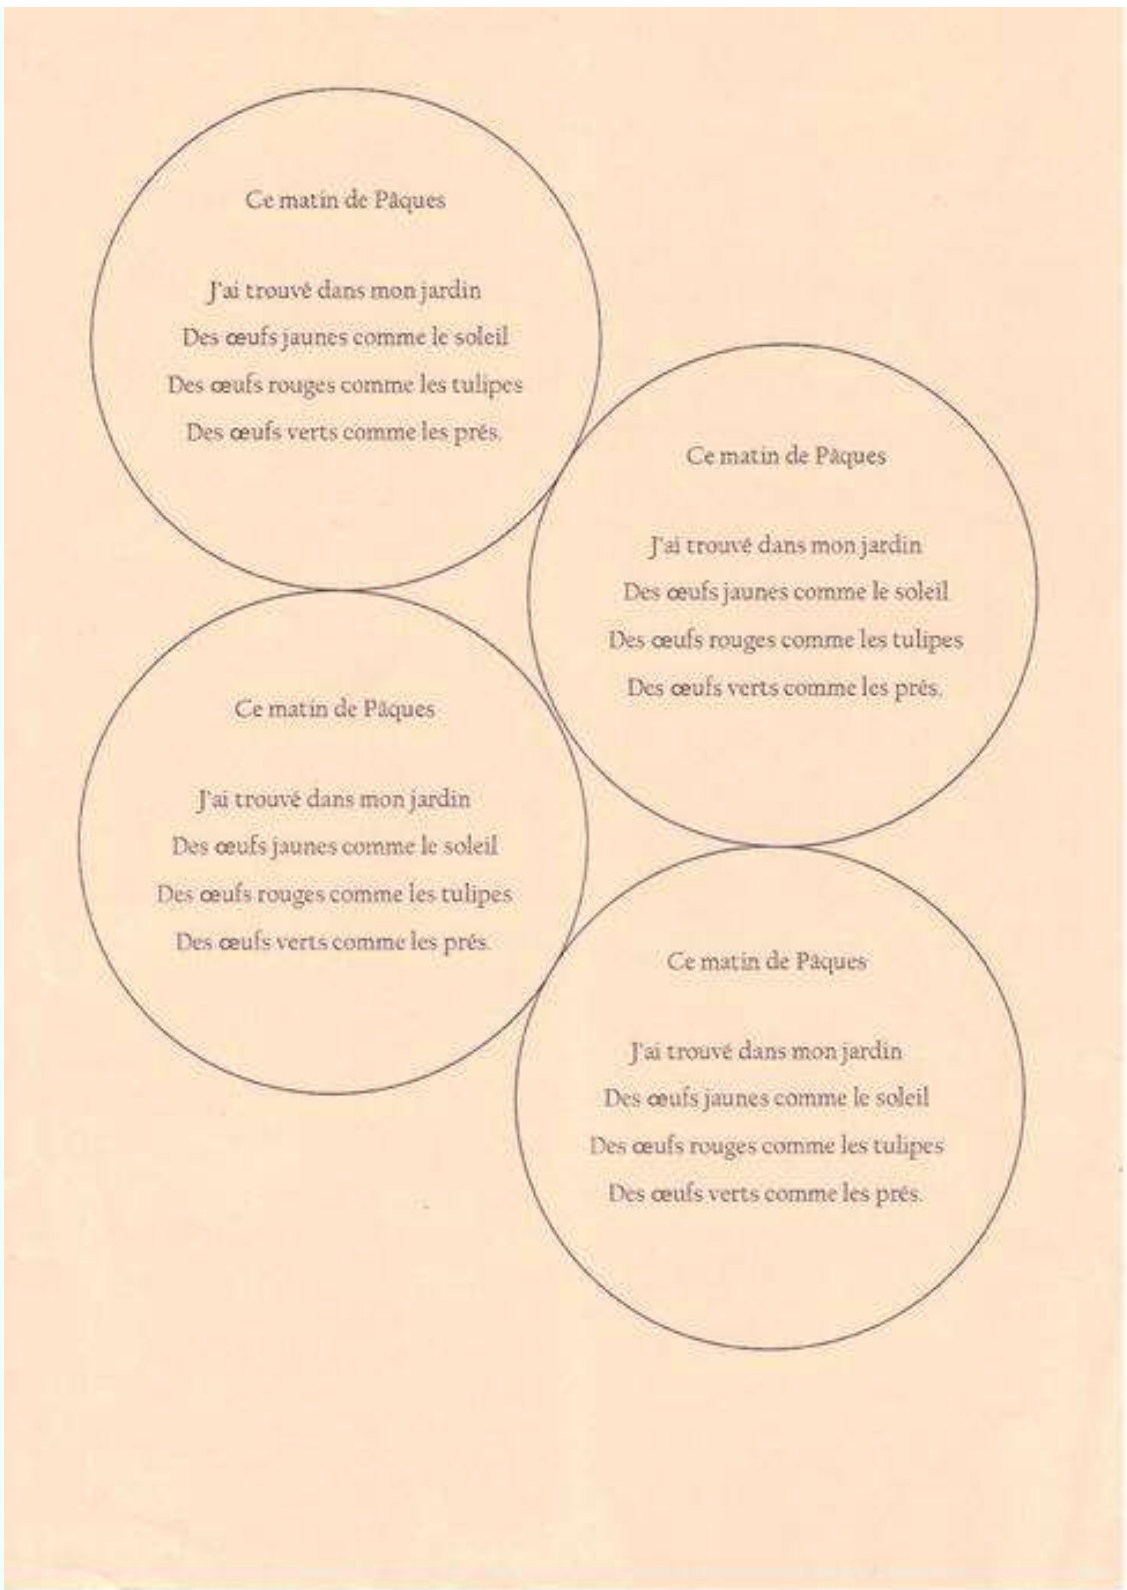 Ce matin de Pâques
J'ai trouvé dans mon jardin
Des œufs jaunes comme le soleil
Des œufs rouges comme les tulipes
Des œufs verts comme les prés.
Ce matin de Pâques
J'ai trouvé dans mon jardin
Des œufs jaunes comme le soleil
Des œufs rouges comme les tulipes
Des œufs verts comme les prés.
Ce matin de Pâques
J'ai trouvé dans mon jardin
Des œufs jaunes comme le soleil
Des œufs rouges comme les tulipes
Des œufs verts comme les prés.
Ce matin de Pâques
J'ai trouvé dans mon jardin
Des œufs jaunes comme le soleil
Des œufs rouges comme les tulipes
Des œufs verts comme les prés.